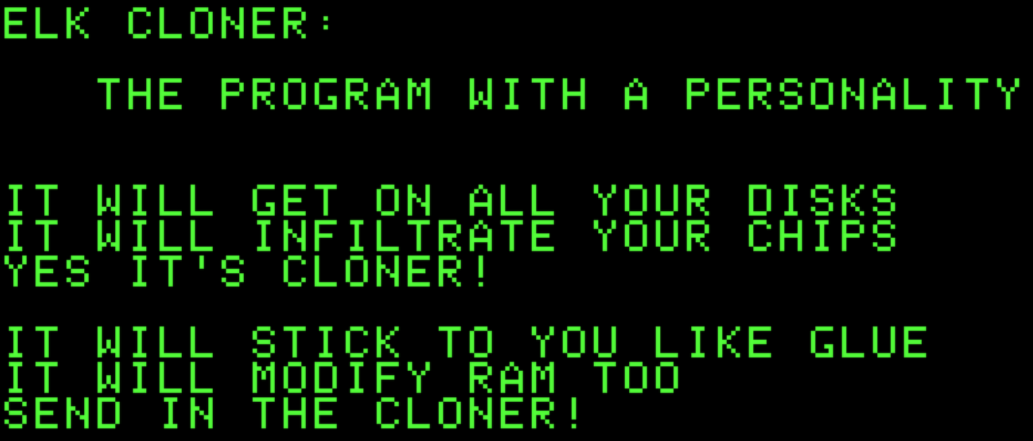 ELK CLONER:
THE PROGRAM WITH A PERSONALITY
IT WILL GET ON ALL YOUR DISKS
IT WILL INFILTRATE YOUR CHIPS
YES IT'S CLONER!
IT WILL STICK TO YOU LIKE GLUE
IT WILL MODIFY RAM TOO
SEND IN THE CLONER!